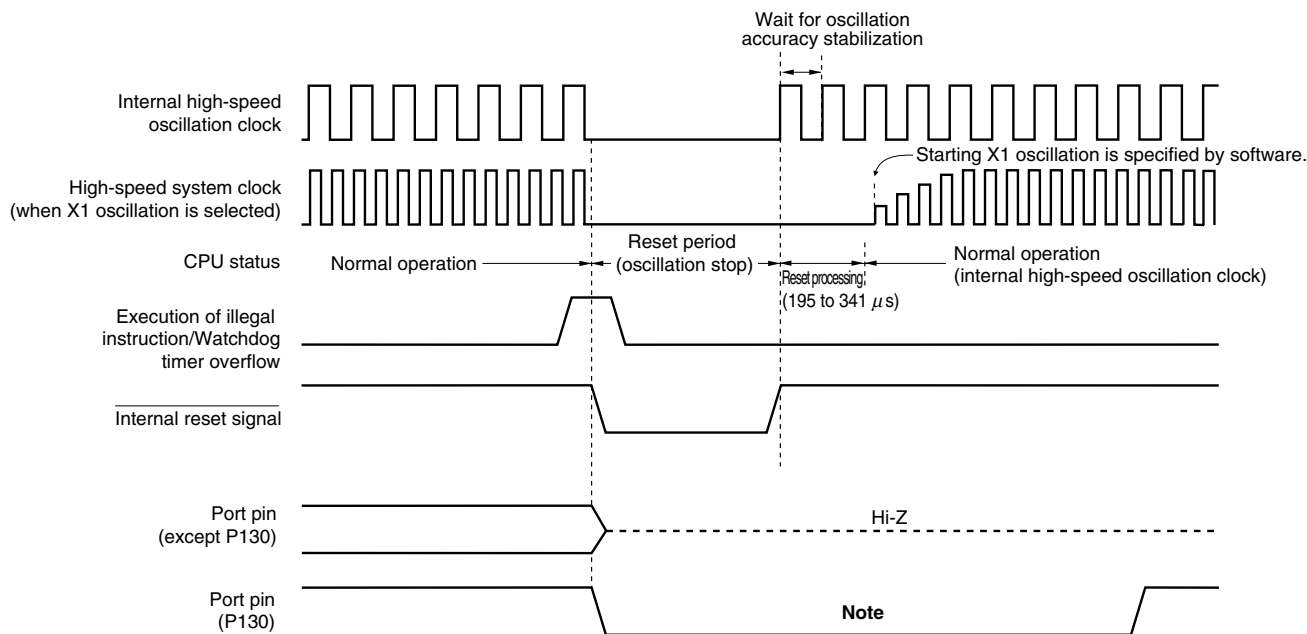 Wait for oscillation
accuracy stabilization
Internal high-speed
oscillation clock
Starting X1 oscillation is specified by software.
High-speed system clock
(when X1 oscillation is selected)
CPU status
Normal operation
Reset period
(oscillation stop)
Reset processing
(195 to 341 μs)
Normal operation
(internal high-speed oscillation clock)
Execution of illegal
instruction/Watchdog
timer overflow
Internal reset signal
Port pin
(except P130)
Hi-Z
Port pin
(P130)
Note